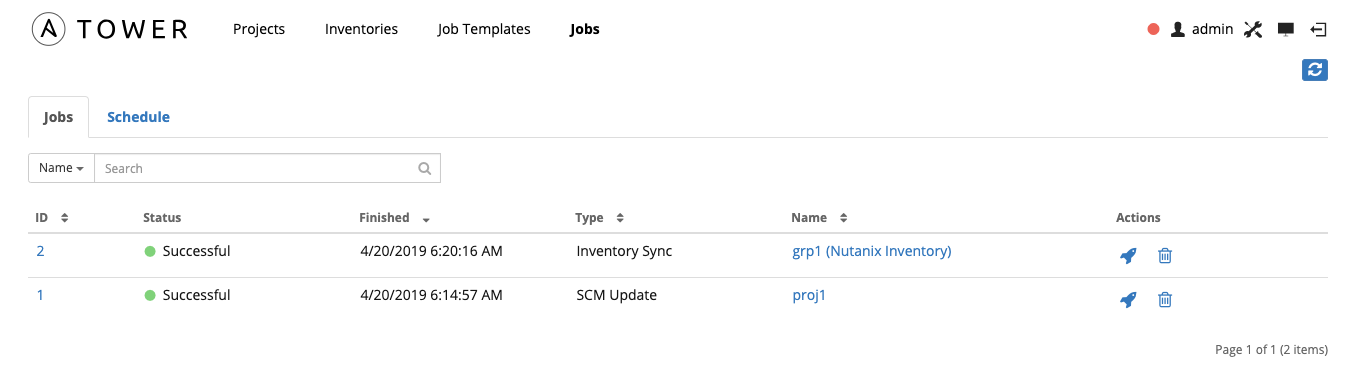 TOWER Projects Inventories Job Templates Jobs admin
Jobs Schedule
Name Search
ID Status Finished Type Name Actions
2 Successful 4/20/2019 6:20:16 AM Inventory Sync grp1 (Nutanix Inventory)
1 Successful 4/20/2019 6:14:57 AM SCM Update proj1
Page 1 of 1 (2 items)